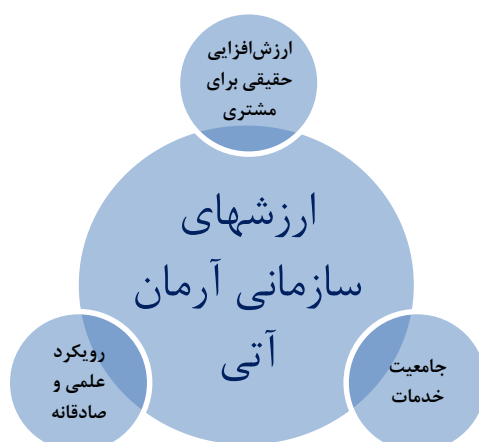 ارزش‌افزایی
حقیقی برای
مشتری
ارزشهای
سازمانی آرمان
آتی
جامعیت
خدمات
رویکرد
علمی و
صادقانه